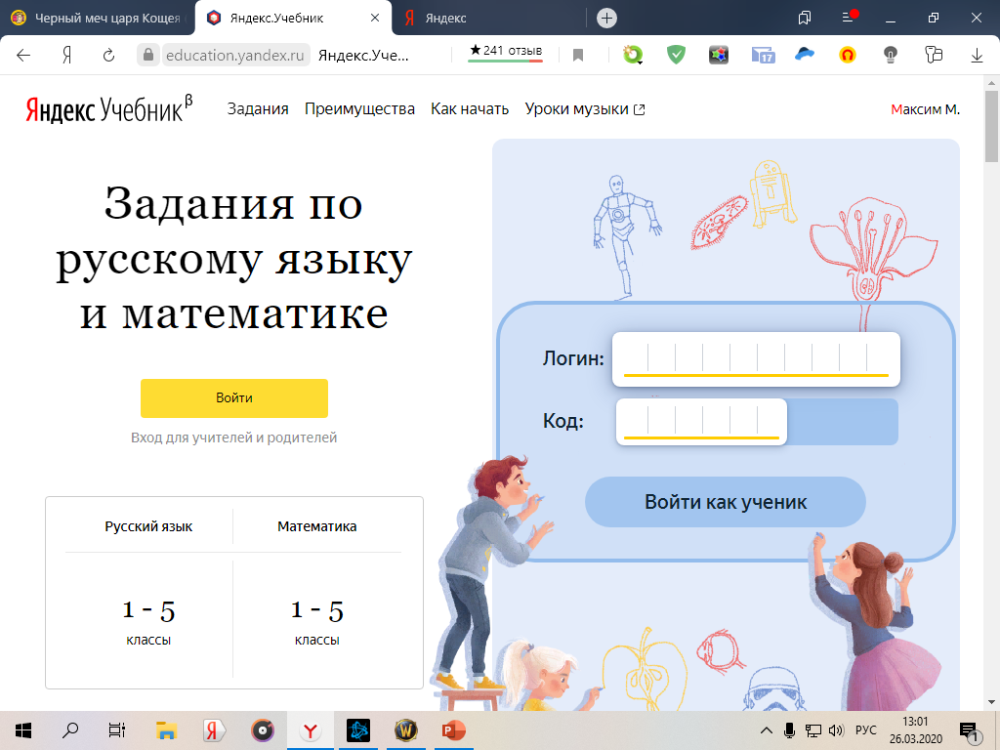 Черный меч царя Кощея
Яндекс.Учебник
Яндекс
education.yandex.ru
Яндекс.Уче...
★ 241 отзыв
17
Яндекс Учебник β
Задания
Преимущества
Как начать
Уроки музыки
Максим М.
Задания по
русскому языку
и математике
Войти
Вход для учителей и родителей
Логин:
Код:
Войти как ученик
Русский язык
Математика
1 - 5
классы
1 - 5
классы
РУС
13:01
26.03.2020
1